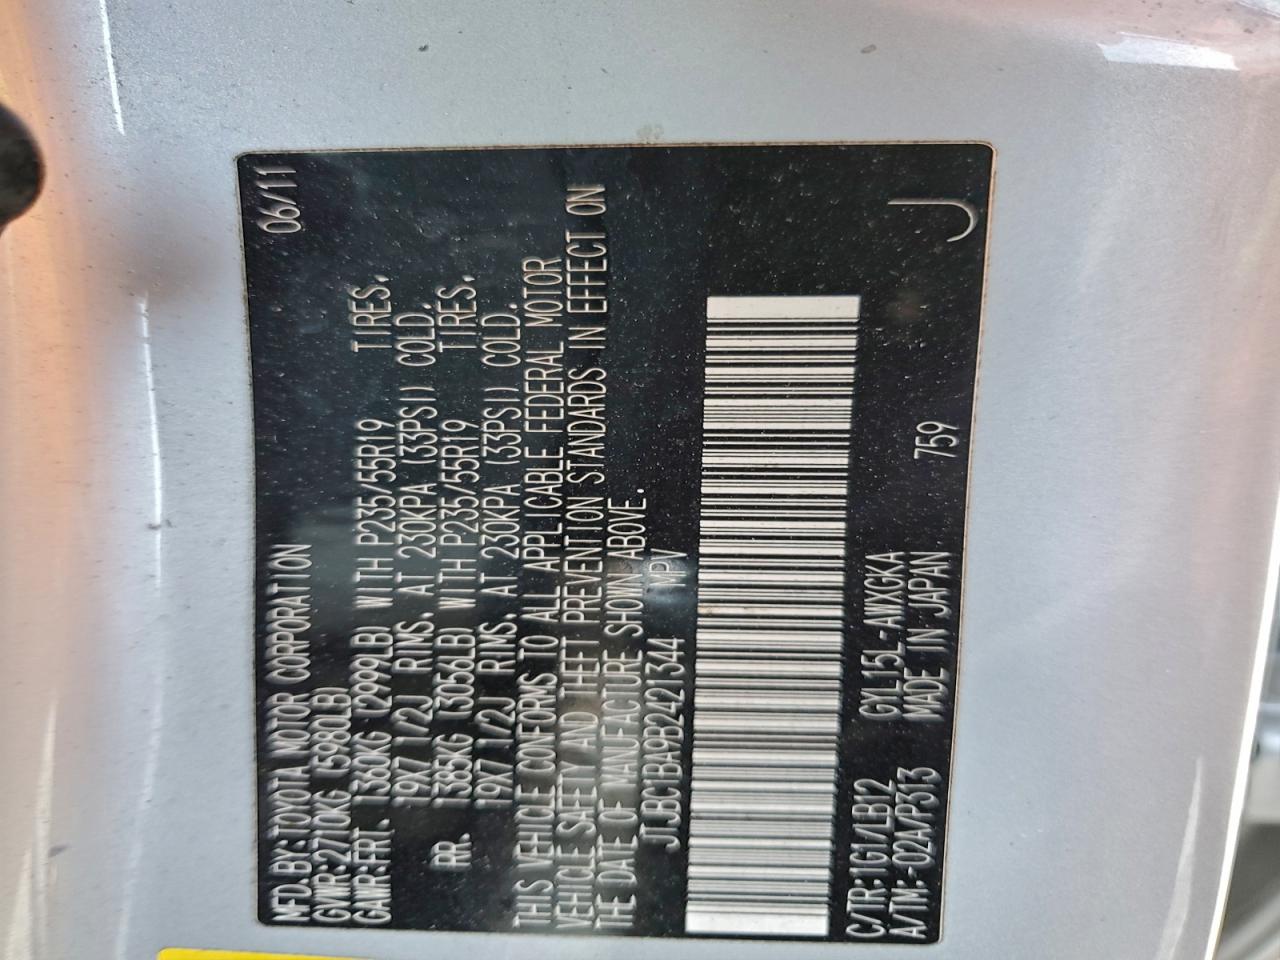 MFD.BY:TOYOTA MOTOR CORPORATION 06/11
GVWR:2710KG (5980LB)
GAWR:FRT. 1360KG (2999LB) WITH P235/55R19 TIRES,
19X7 1/2J RIMS, AT 230KPA (33PSI) COLD,
RR. 1385KG (3056LB) WITH P235/55R19 TIRES,
19X7 1/2J RIMS, AT 230KPA (33PSI) COLD.
THIS VEHICLE CONFORMS TO ALL APPLICABLE FEDERAL MOTOR
VEHICLE SAFETY AND THEFT PREVENTION STANDARDS IN EFFECT ON
THE DATE OF MANUFACTURE SHOWN ABOVE.
JTJBC1BA9B2421344 MPV
C/TR:1G1/LB12 GYL15L-AWXGKA
A/TM:-02A/P313 MADE IN JAPAN 759
J